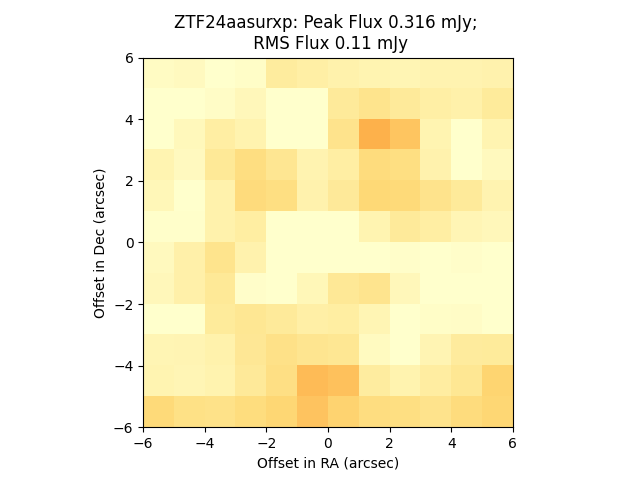 ZTF24aasurxp: Peak Flux 0.316 mJy;
RMS Flux 0.11 mJy
6
4
2
0
−2
−4
−6
Offset in Dec (arcsec)
−6 −4 −2 0 2 4 6
Offset in RA (arcsec)